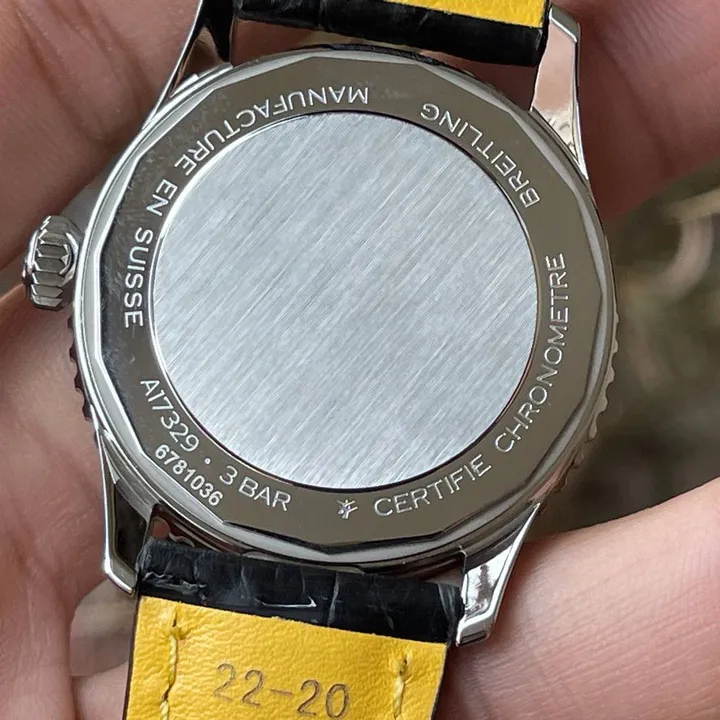 BREITLING
MANUFACTURE EN SUISSE
A17329 • 3 BAR
6781036
CERTIFIE CHRONOMETRE
22-20